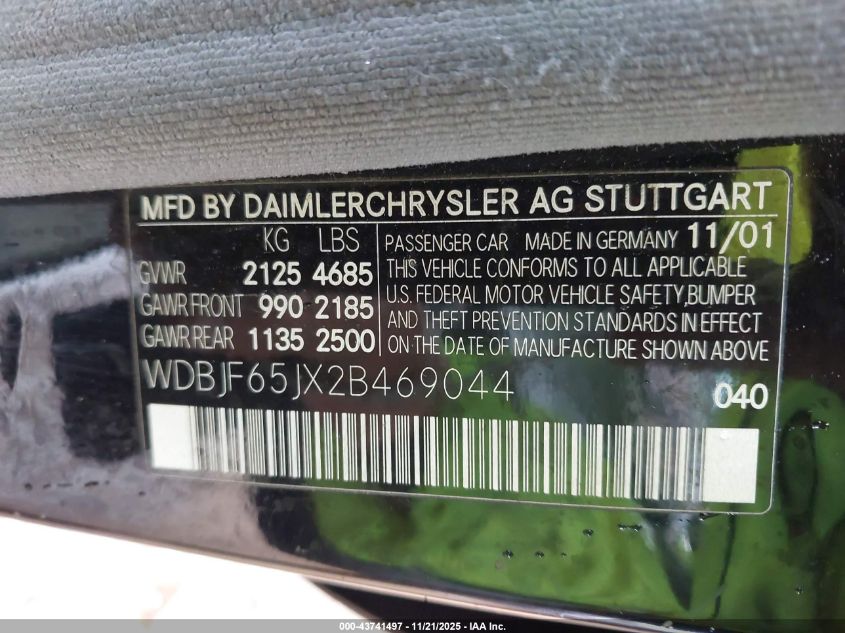 MFD BY DAIMLERCHRYSLER AG STUTTGART
KG LBS
GVWR 2125 4685
GAWR FRONT 990 2185
GAWR REAR 1135 2500
PASSENGER CAR MADE IN GERMANY 11/01
THIS VEHICLE CONFORMS TO ALL APPLICABLE
U.S. FEDERAL MOTOR VEHICLE SAFETY,BUMPER
AND THEFT PREVENTION STANDARDS IN EFFECT
ON THE DATE OF MANUFACTURE SHOWN ABOVE
WDBJF65JX2B469044
040
000-43741497 - 11/21/2025 - IAA Inc.